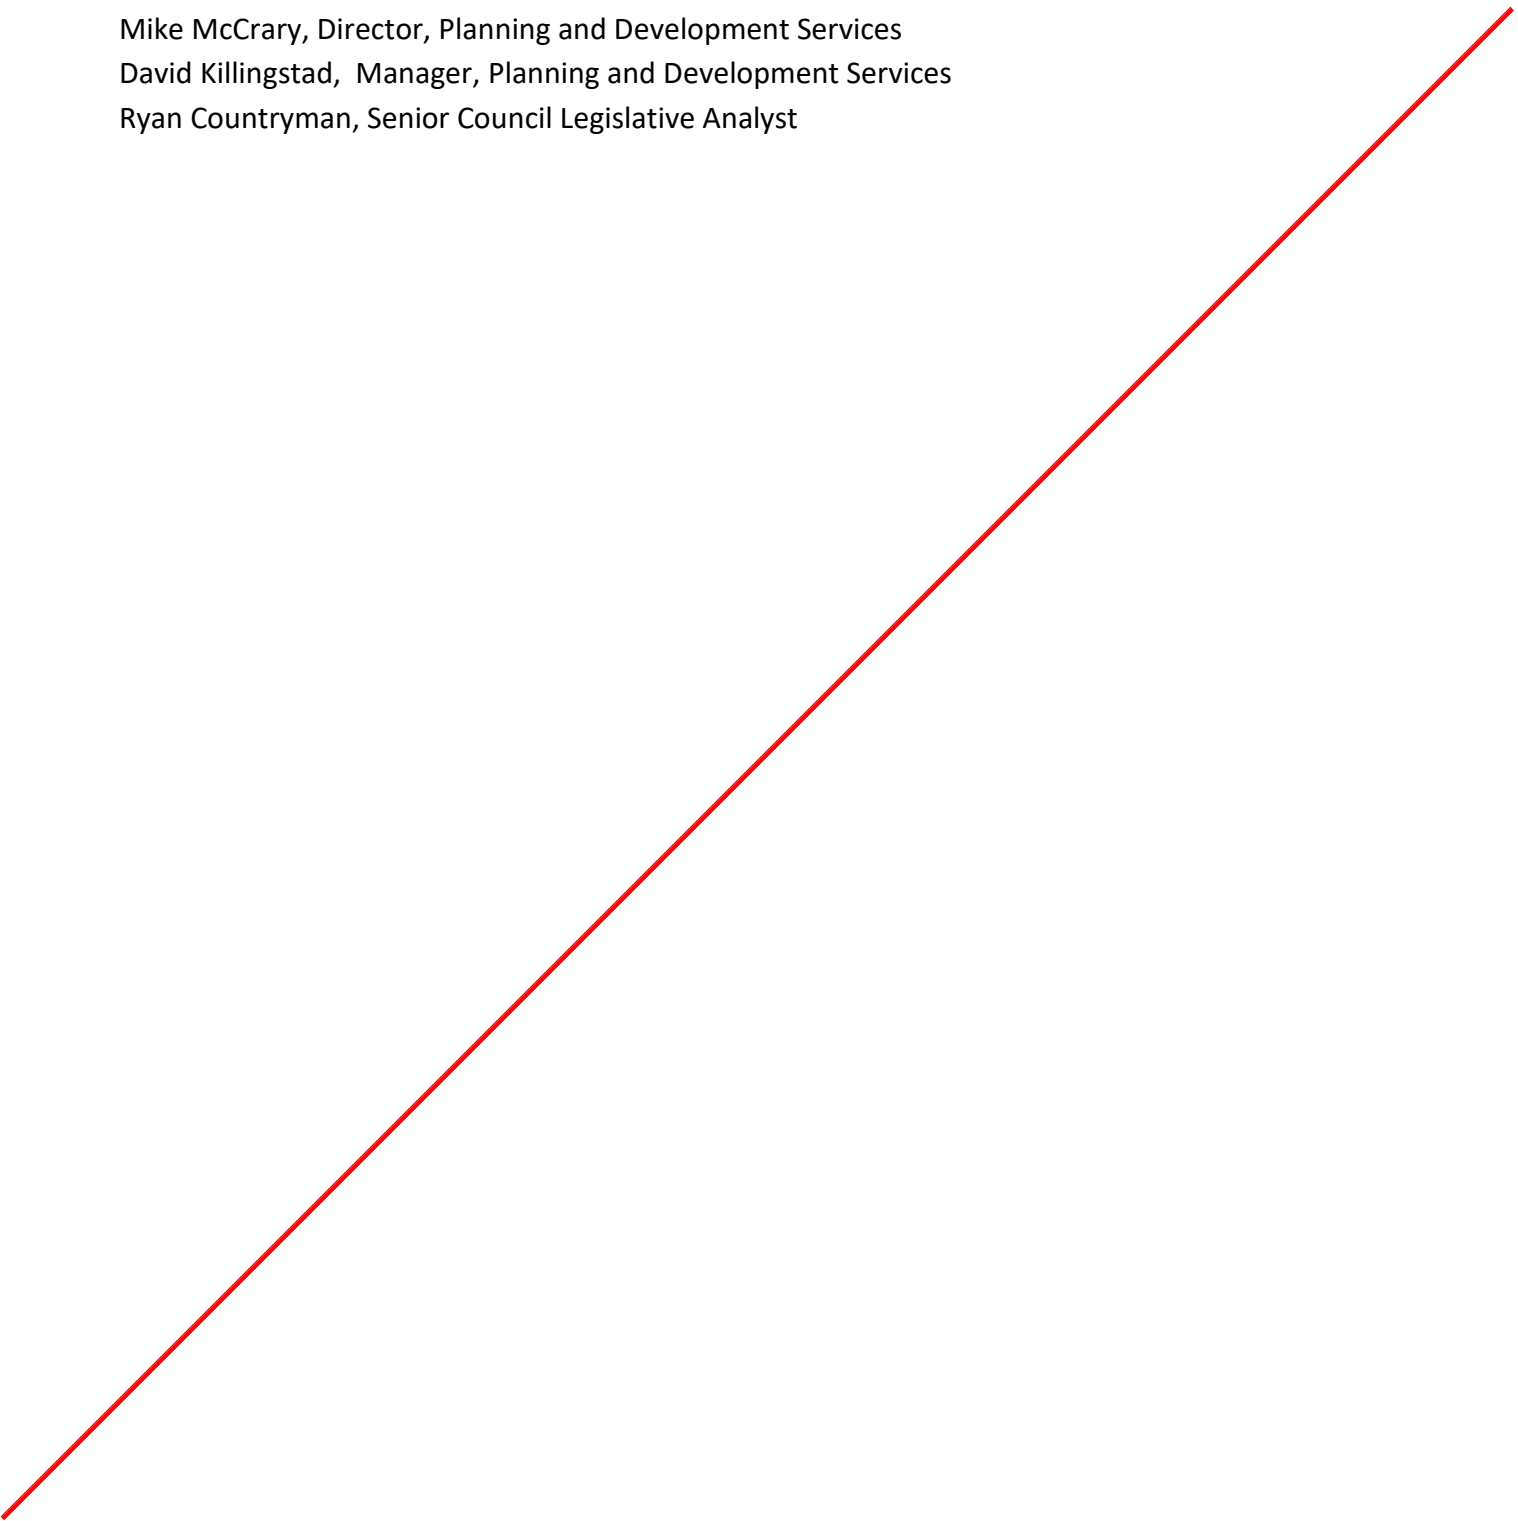 Mike McCrary, Director, Planning and Development Services
David Killingstad,  Manager, Planning and Development Services
Ryan Countryman, Senior Council Legislative Analyst